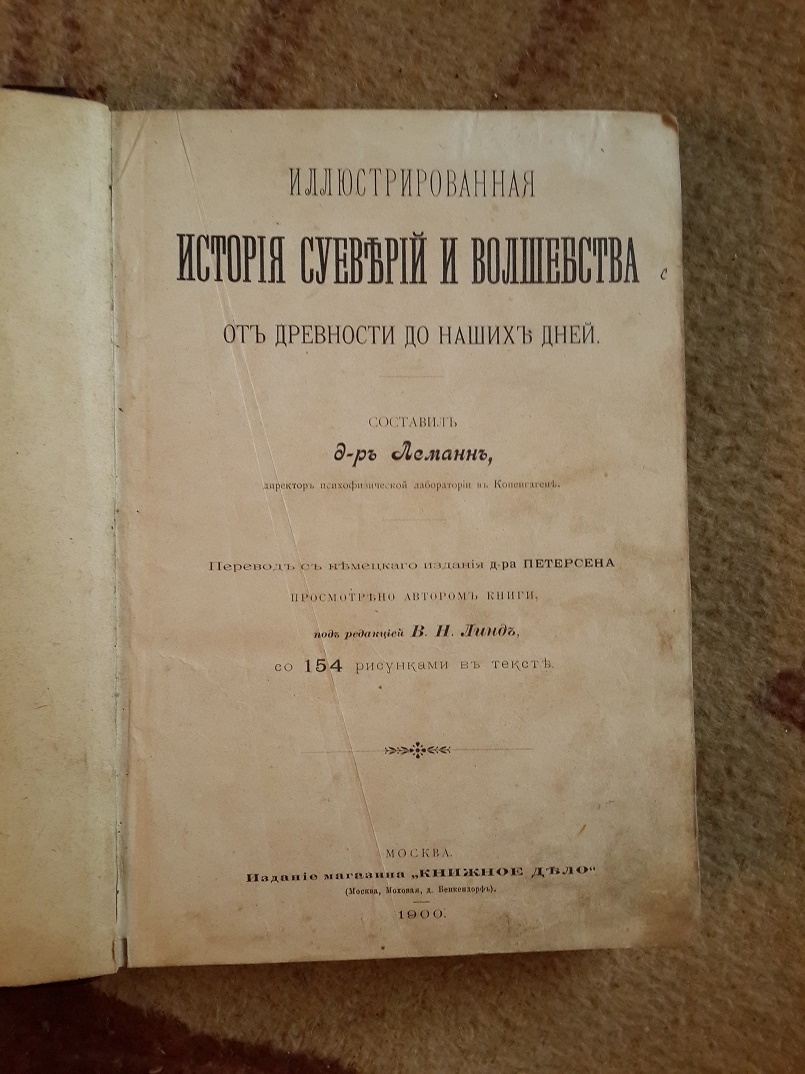 ИЛЛЮСТРИРОВАННАЯ
ИСТОРІЯ СУЕВѢРІЙ И ВОЛШЕБСТВА
ОТЪ ДРЕВНОСТИ ДО НАШИХЪ ДНЕЙ.
СОСТАВИЛЪ
д-ръ Леманнъ,
директоръ психофизической лабораторіи въ Копенгагенѣ.
Переводъ съ нѣмецкаго изданія д-ра ПЕТЕРСЕНА
ПРОСМОТРѢНО АВТОРОМЪ КНИГИ,
подъ редакціей В. Н. Линдъ,
со 154 рисунками въ текстѣ.
МОСКВА.
Изданіе магазина „КНИЖНОЕ ДѢЛО“
(Москва, Моховая, д. Бенкендорфъ).
1900.